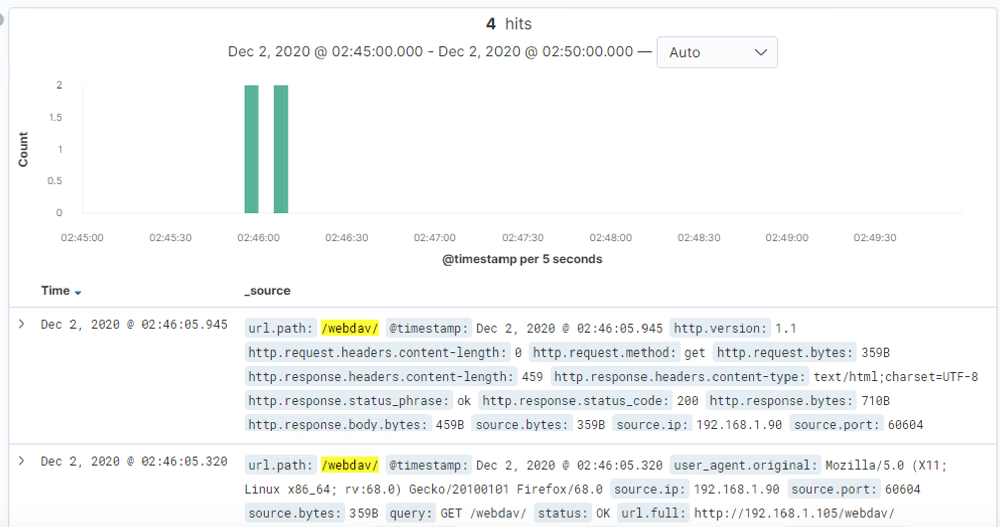 4 hits
Dec 2, 2020 @ 02:45:00.000 - Dec 2, 2020 @ 02:50:00.000 — Auto
2
1.5
1
0.5
0
Count
02:45:00 02:45:30 02:46:00 02:46:30 02:47:00 02:47:30 02:48:00 02:48:30 02:49:00 02:49:30
@timestamp per 5 seconds
Time _source
Dec 2, 2020 @ 02:46:05.945 url.path: /webdav/ @timestamp: Dec 2, 2020 @ 02:46:05.945 http.version: 1.1
http.request.headers.content-length: 0 http.request.method: get http.request.bytes: 359B
http.response.headers.content-length: 459 http.response.headers.content-type: text/html;charset=UTF-8
http.response.status_phrase: ok http.response.status_code: 200 http.response.bytes: 710B
http.response.body.bytes: 459B source.bytes: 359B source.ip: 192.168.1.90 source.port: 60604
Dec 2, 2020 @ 02:46:05.320 url.path: /webdav/ @timestamp: Dec 2, 2020 @ 02:46:05.320 user_agent.original: Mozilla/5.0 (X11;
Linux x86_64; rv:68.0) Gecko/20100101 Firefox/68.0 source.ip: 192.168.1.90 source.port: 60604
source.bytes: 359B query: GET /webdav/ status: OK url.full: http://192.168.1.105/webdav/